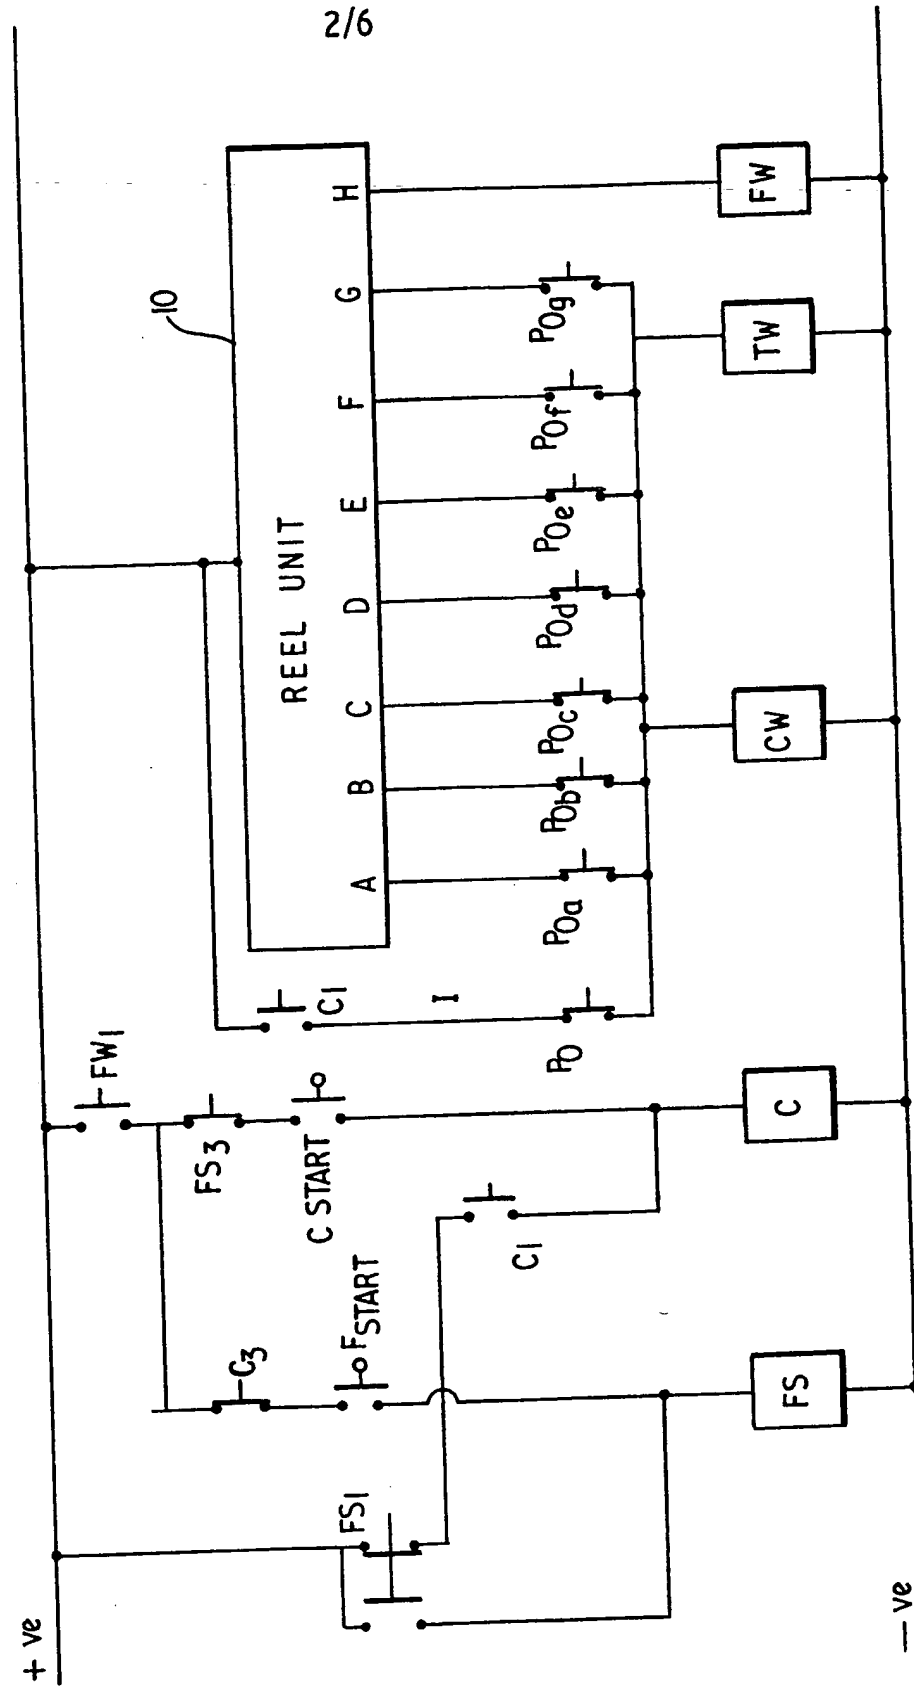 2/6
+ ve
10
REEL UNIT
A B C D E F G H
FW1
FS3
C START
C3
FSTART
FS1
C1
C1
I
P0
P0a
P0b
P0c
P0d
P0e
P0f
P0g
FS
C
CW
TW
FW
– ve